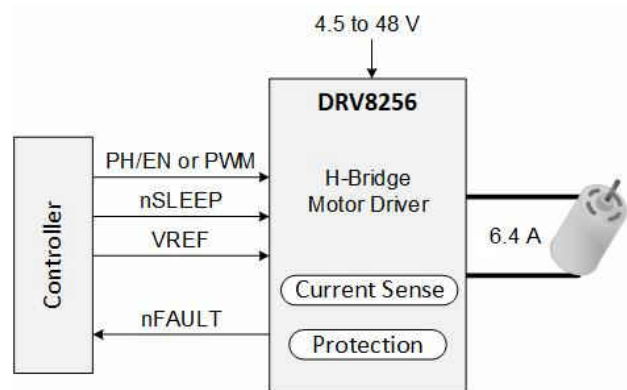 4.5 to 48 V
DRV8256
H-Bridge
Motor Driver
Controller
PH/EN or PWM
nSLEEP
VREF
nFAULT
6.4 A
Current Sense
Protection